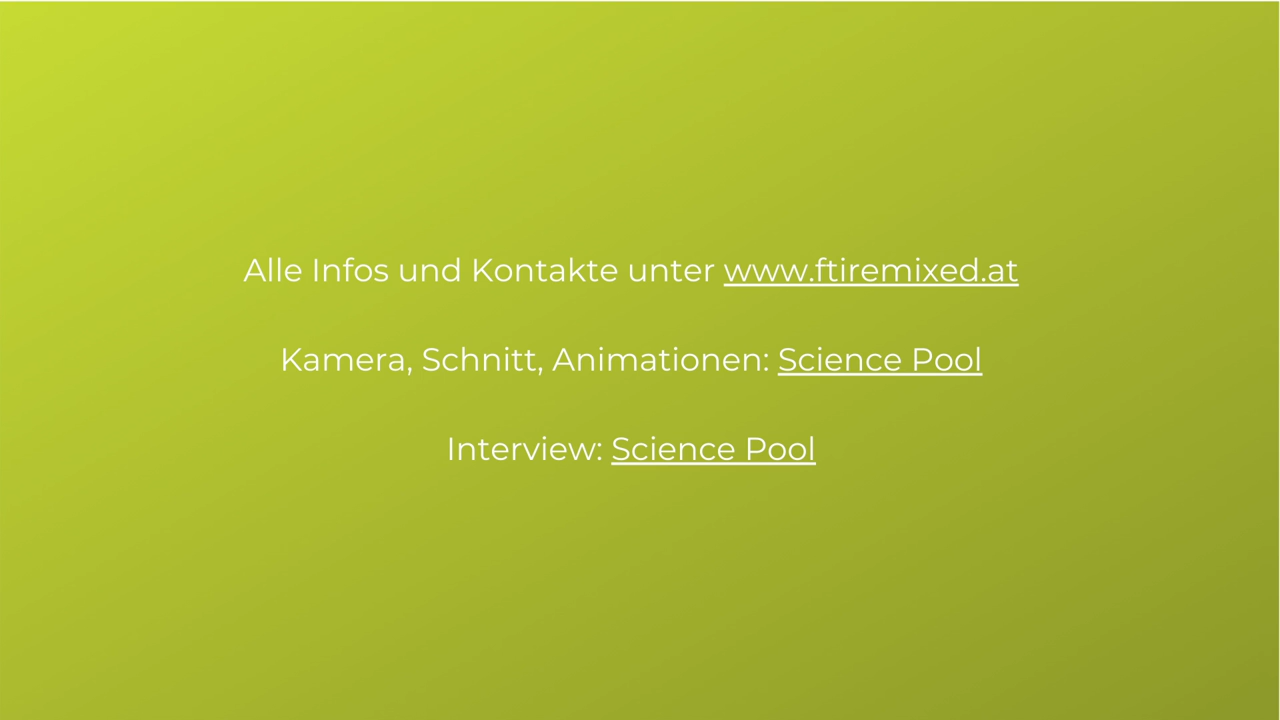 Alle Infos und Kontakte unter www.ftiremixed.at
Kamera, Schnitt, Animationen: Science Pool
Interview: Science Pool